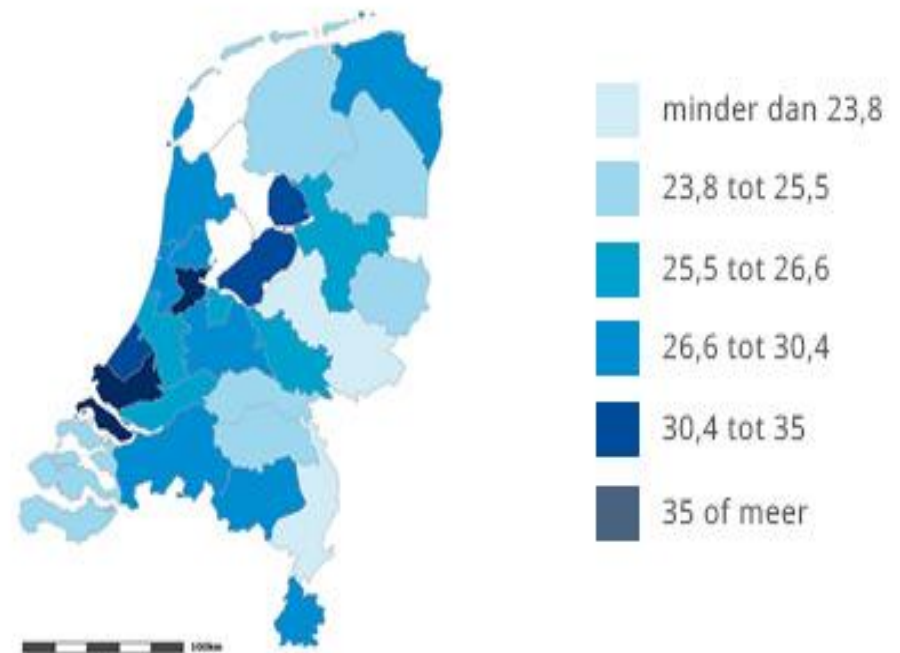 minder dan 23,8
23,8 tot 25,5
25,5 tot 26,6
26,6 tot 30,4
30,4 tot 35
35 of meer
100km